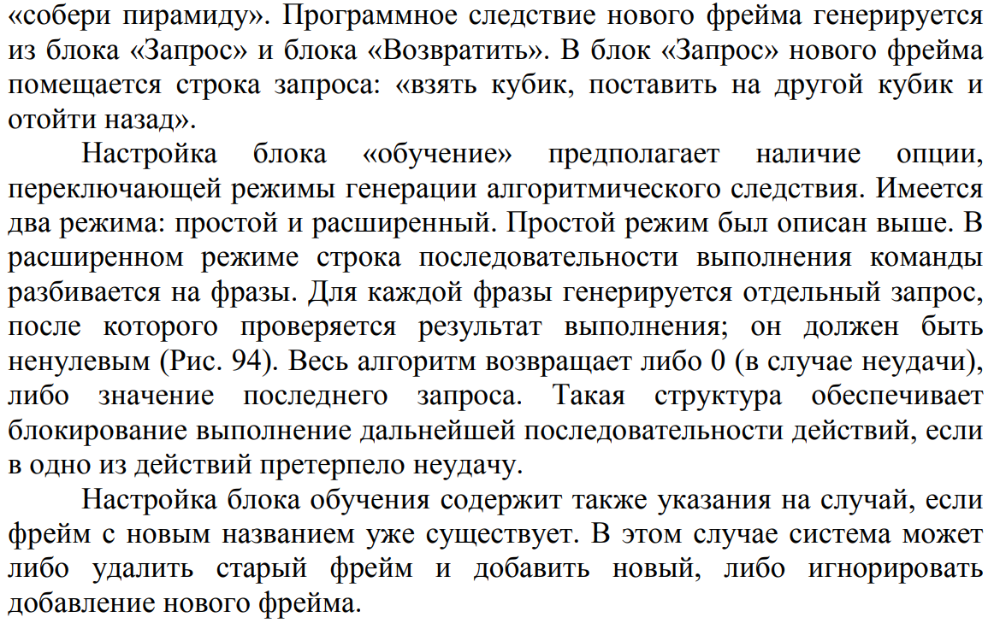 «собери пирамиду». Программное следствие нового фрейма генерируется
из блока «Запрос» и блока «Возвратить». В блок «Запрос» нового фрейма
помещается строка запроса: «взять кубик, поставить на другой кубик и
отойти назад».
Настройка блока «обучение» предполагает наличие опции,
переключающей режимы генерации алгоритмического следствия. Имеется
два режима: простой и расширенный. Простой режим был описан выше. В
расширенном режиме строка последовательности выполнения команды
разбивается на фразы. Для каждой фразы генерируется отдельный запрос,
после которого проверяется результат выполнения; он должен быть
ненулевым (Рис. 94). Весь алгоритм возвращает либо 0 (в случае неудачи),
либо значение последнего запроса. Такая структура обеспечивает
блокирование выполнение дальнейшей последовательности действий, если
в одно из действий претерпело неудачу.
Настройка блока обучения содержит также указания на случай, если
фрейм с новым названием уже существует. В этом случае система может
либо удалить старый фрейм и добавить новый, либо игнорировать
добавление нового фрейма.